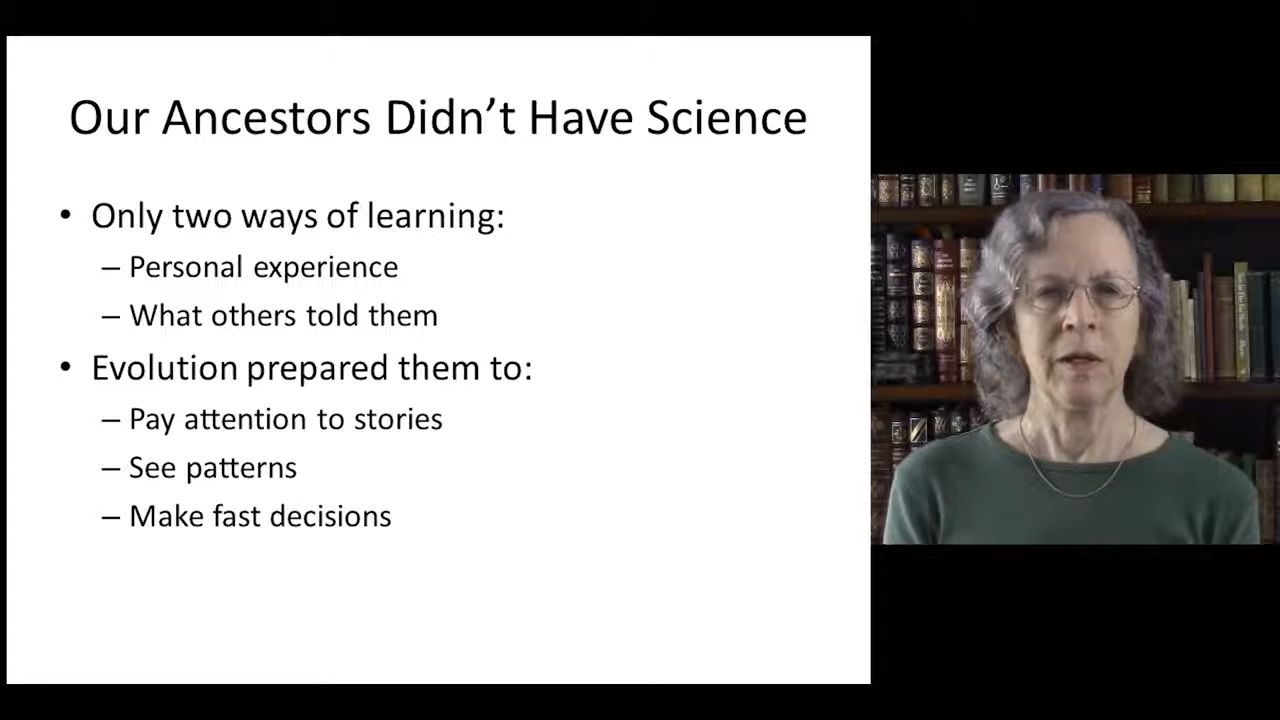 Our Ancestors Didn’t Have Science
• Only two ways of learning:
– Personal experience
– What others told them
• Evolution prepared them to:
– Pay attention to stories
– See patterns
– Make fast decisions